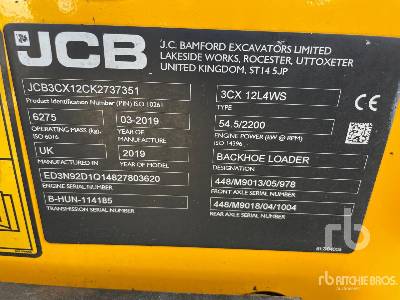 JCB
J.C. BAMFORD EXCAVATORS LIMITED
LAKESIDE WORKS, ROCESTER, UTTOXETER
UNITED KINGDOM, ST14 5JP
JCB3CX12CK2737351
Product Identification Number (PIN) ISO 10261
3CX 12L4WS
TYPE
6275
OPERATING MASS (kg).
ISO 6016
03-2019
YEAR OF
MANUFACTURE
54.5/2200
ENGINE POWER (kW @ RPM)
ISO 14396
UK
MANUFACTURED IN
2019
YEAR OF MODEL
BACKHOE LOADER
DESIGNATION
ED3N92D1Q14827803620
ENGINE SERIAL NUMBER
448/M9013/05/978
FRONT AXLE SERIAL NUMBER
B-HUN-114185
TRANSMISSION SERIAL NUMBER
448/M9018/04/1004
REAR AXLE SERIAL NUMBER
rb
RITCHIE BROS